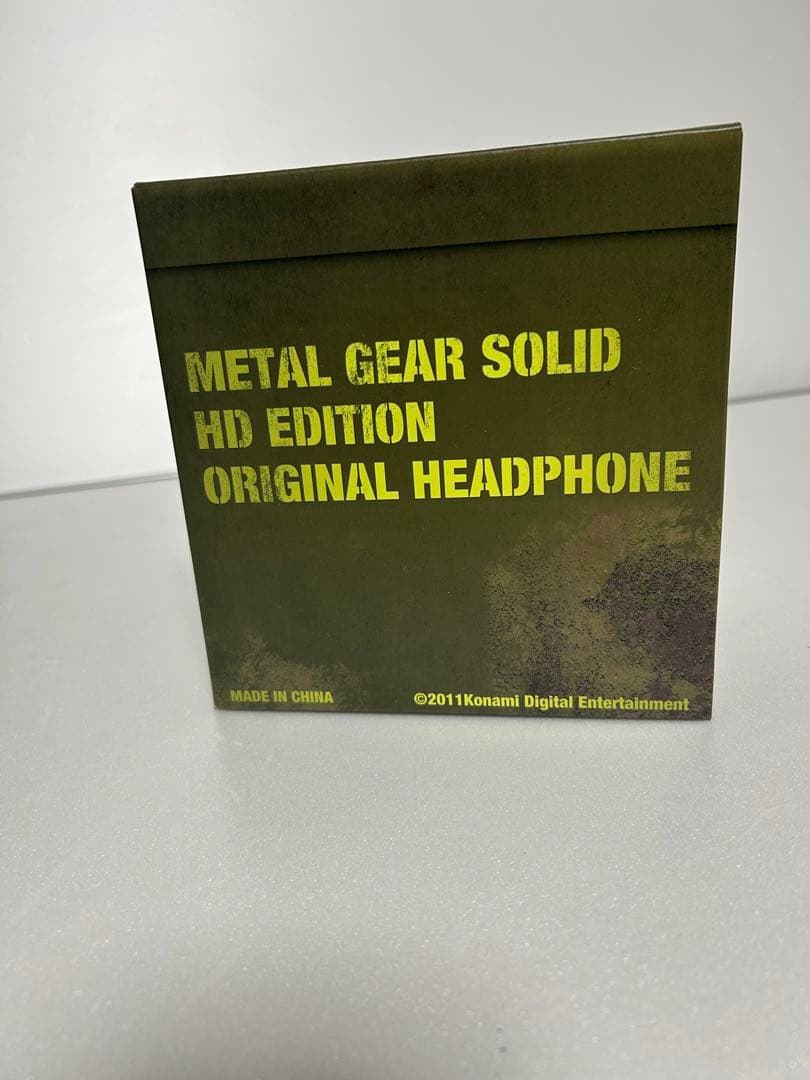 METAL GEAR SOLID
HD EDITION
ORIGINAL HEADPHONE
MADE IN CHINA
©2011Konami Digital Entertainment